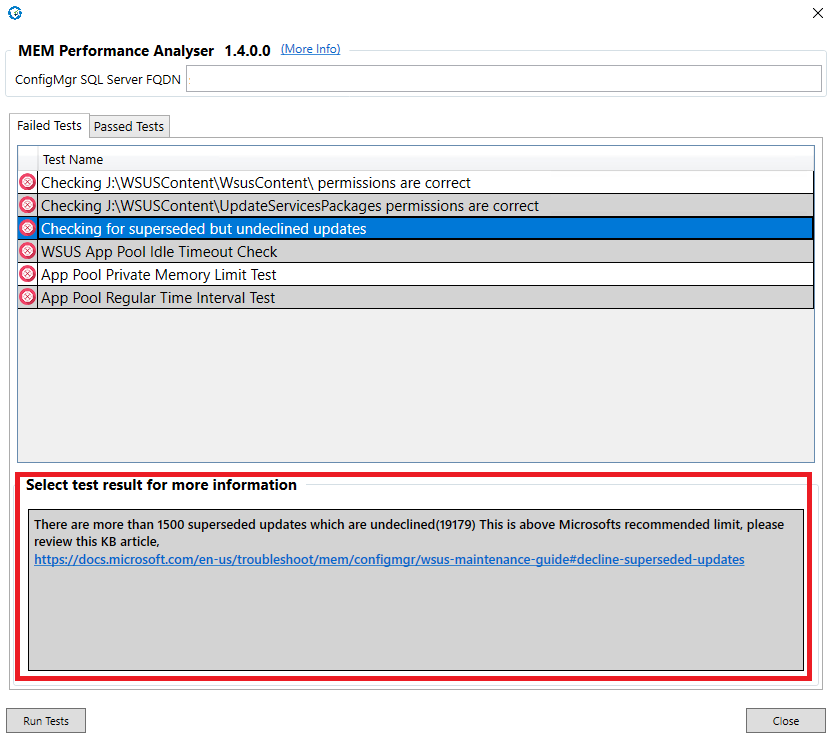 MEM Performance Analyser 1.4.0.0 (More Info)
ConfigMgr SQL Server FQDN
Failed Tests Passed Tests
Test Name
Checking J:\WSUSContent\WsusContent\ permissions are correct
Checking J:\WSUSContent\UpdateServicesPackages permissions are correct
Checking for superseded but undeclined updates
WSUS App Pool Idle Timeout Check
App Pool Private Memory Limit Test
App Pool Regular Time Interval Test
Select test result for more information
There are more than 1500 superseded updates which are undeclined(19179) This is above Microsofts recommended limit, please
review this KB article,
https://docs.microsoft.com/en-us/troubleshoot/mem/configmgr/wsus-maintenance-guide#decline-superseded-updates
Run Tests Close